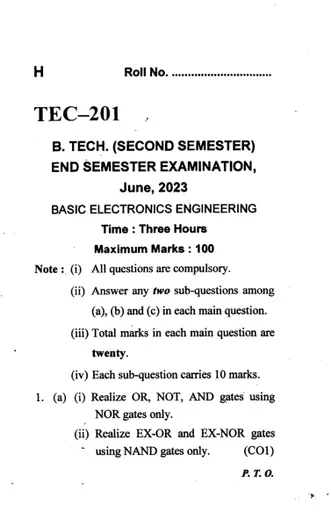 H Roll No. ..............................
TEC–201
B. TECH. (SECOND SEMESTER)
END SEMESTER EXAMINATION,
June, 2023
BASIC ELECTRONICS ENGINEERING
Time : Three Hours
Maximum Marks : 100
Note : (i) All questions are compulsory.
(ii) Answer any two sub-questions among
(a), (b) and (c) in each main question.
(iii) Total marks in each main question are
twenty.
(iv) Each sub-question carries 10 marks.
1. (a) (i) Realize OR, NOT, AND gates using
NOR gates only.
(ii) Realize EX-OR and EX-NOR gates
using NAND gates only. (CO1)
P. T. O.